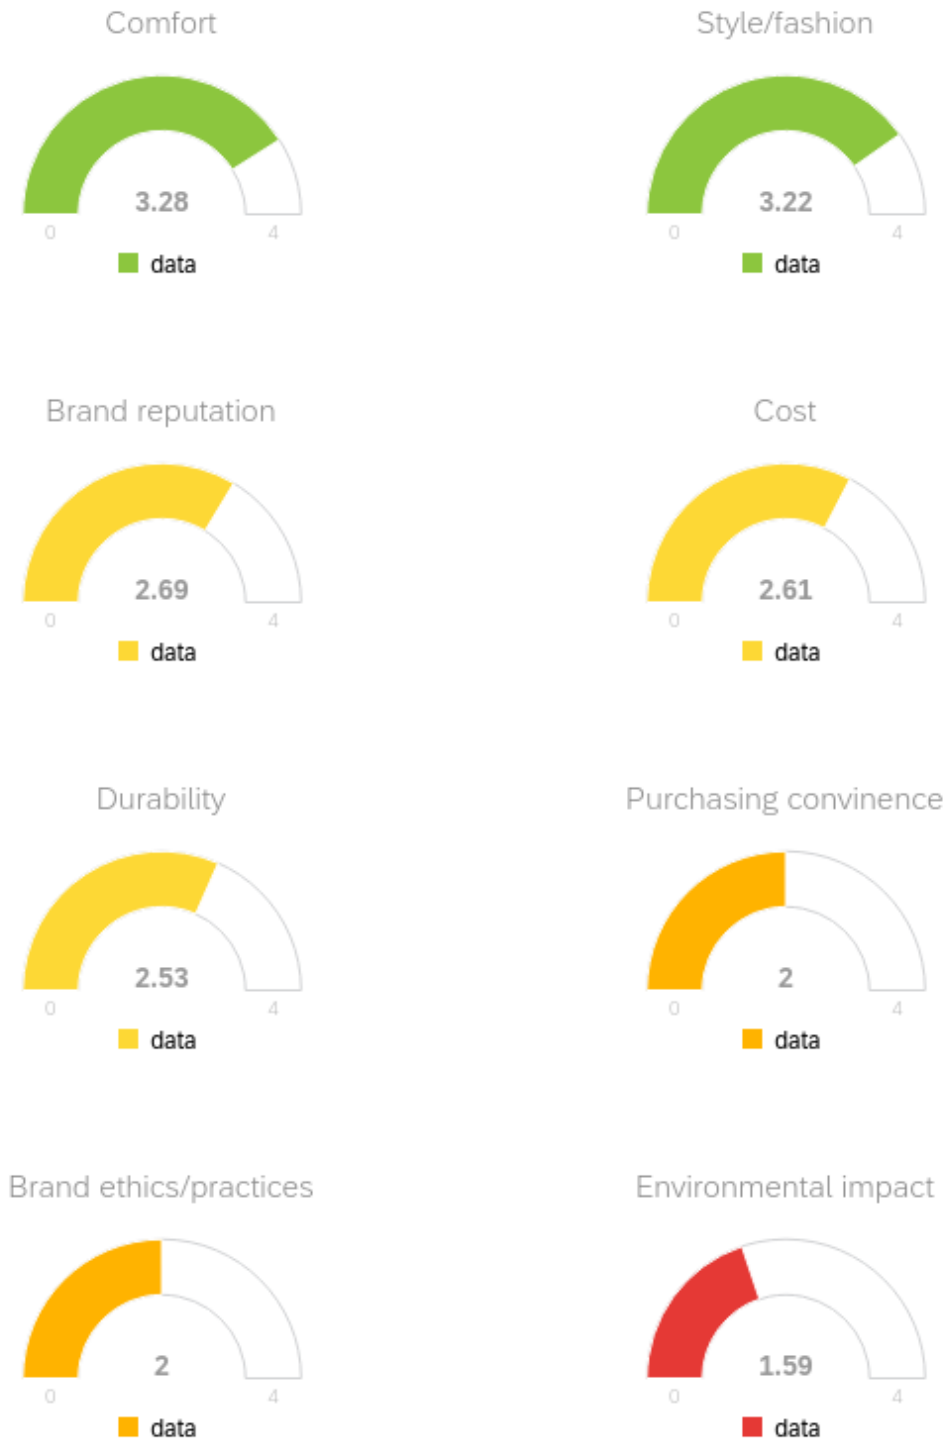 Comfort
Style/fashion
3.28
3.22
0 4
0 4
data
data
Brand reputation
Cost
2.69
2.61
0 4
0 4
data
data
Durability
Purchasing convinence
2.53
2
0 4
0 4
data
data
Brand ethics/practices
Environmental impact
2
1.59
0 4
0 4
data
data